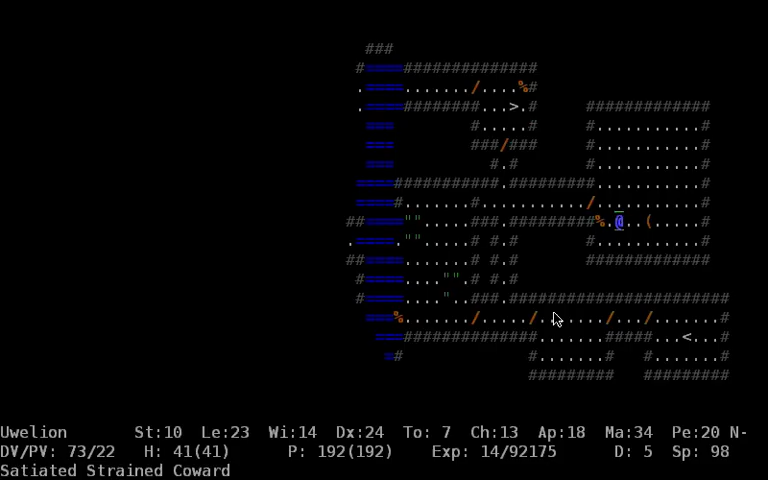 Uwelion St:10 Le:23 Wi:14 Dx:24 To: 7 Ch:13 Ap:18 Ma:34 Pe:20 N-
DV/PV: 73/22 H: 41(41) P: 192(192) Exp: 14/92175 D: 5 Sp: 98
Satiated Strained Coward